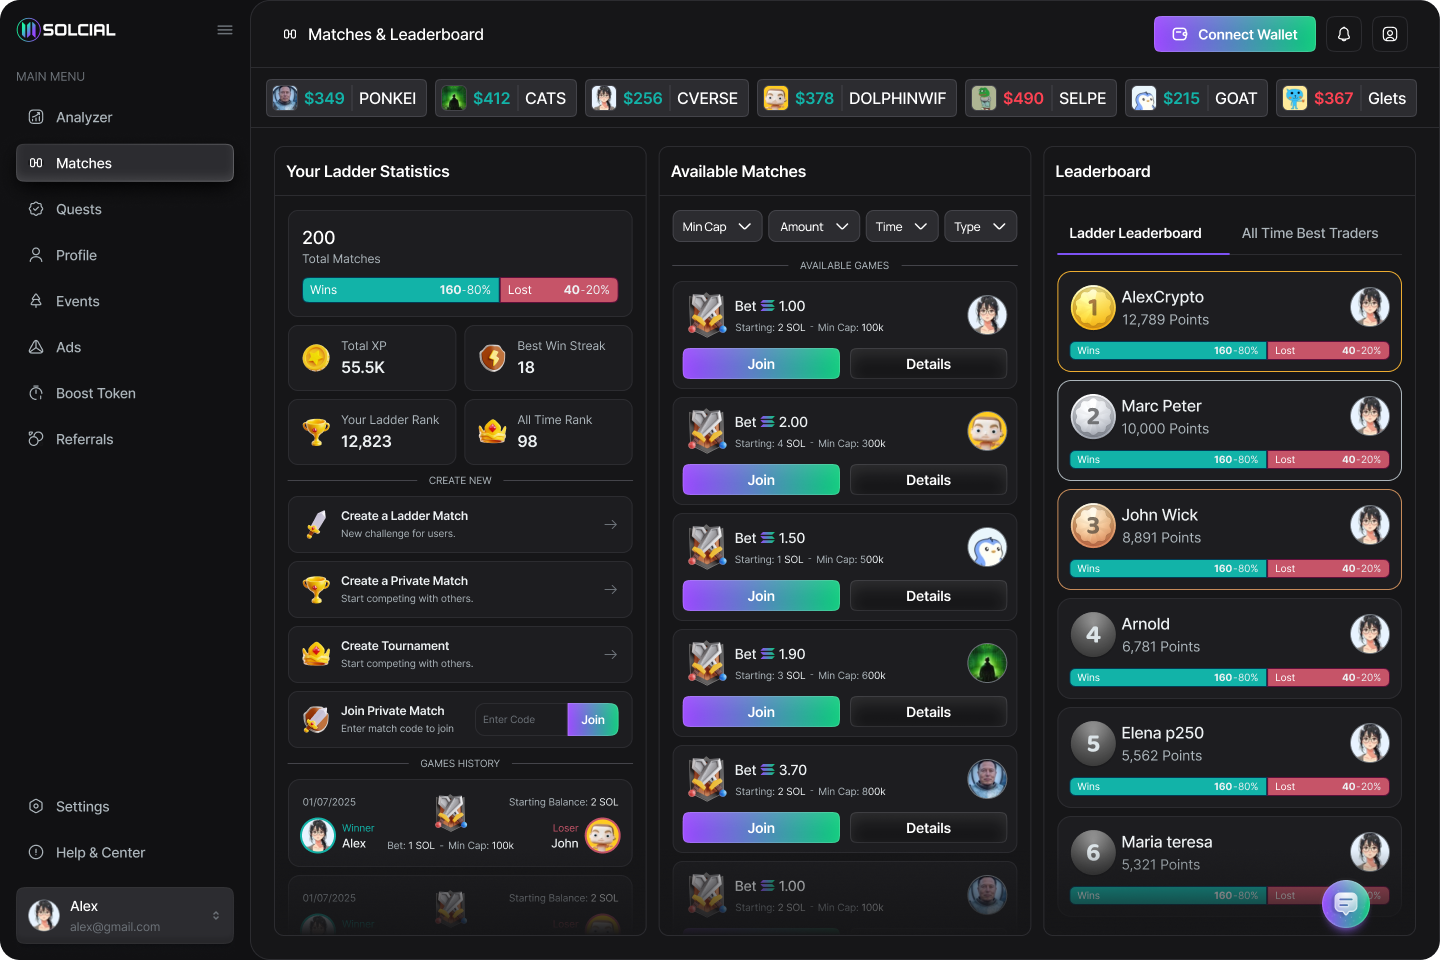 SOLCIAL
MAIN MENU
Analyzer
Matches
Quests
Profile
Events
Ads
Boost Token
Referrals
Settings
Help & Center
Alex
alex@gmail.com
Matches & Leaderboard
Connect Wallet
$349 PONKEI
$412 CATS
$256 CVERSE
$378 DOLPHINWIF
$490 SELPE
$215 GOAT
$367 Glets
Your Ladder Statistics
200
Total Matches
Wins 160-80% Lost 40-20%
Total XP
55.5K
Best Win Streak
18
Your Ladder Rank
12,823
All Time Rank
98
CREATE NEW
Create a Ladder Match
New challenge for users.
Create a Private Match
Start competing with others.
Create Tournament
Start competing with others.
Join Private Match
Enter match code to join
Enter Code Join
GAMES HISTORY
01/07/2025 Starting Balance: 2 SOL
Winner Loser
Alex Bet: 1 SOL - Min Cap: 100k John
01/07/2025 Starting Balance: 2 SOL
Winner Loser
Available Matches
Min Cap Amount Time Type
AVAILABLE GAMES
Bet 1.00
Starting: 2 SOL - Min Cap: 100k
Join Details
Bet 2.00
Starting: 4 SOL - Min Cap: 300k
Join Details
Bet 1.50
Starting: 1 SOL - Min Cap: 500k
Join Details
Bet 1.90
Starting: 3 SOL - Min Cap: 600k
Join Details
Bet 3.70
Starting: 2 SOL - Min Cap: 800k
Join Details
Bet 1.00
Starting: 2 SOL - Min Cap: 100k
Leaderboard
Ladder Leaderboard All Time Best Traders
1 AlexCrypto
12,789 Points
Wins 160-80% Lost 40-20%
2 Marc Peter
10,000 Points
Wins 160-80% Lost 40-20%
3 John Wick
8,891 Points
Wins 160-80% Lost 40-20%
4 Arnold
6,781 Points
Wins 160-80% Lost 40-20%
5 Elena p250
5,562 Points
Wins 160-80% Lost 40-20%
6 Maria teresa
5,321 Points
Wins 160-80% Lost